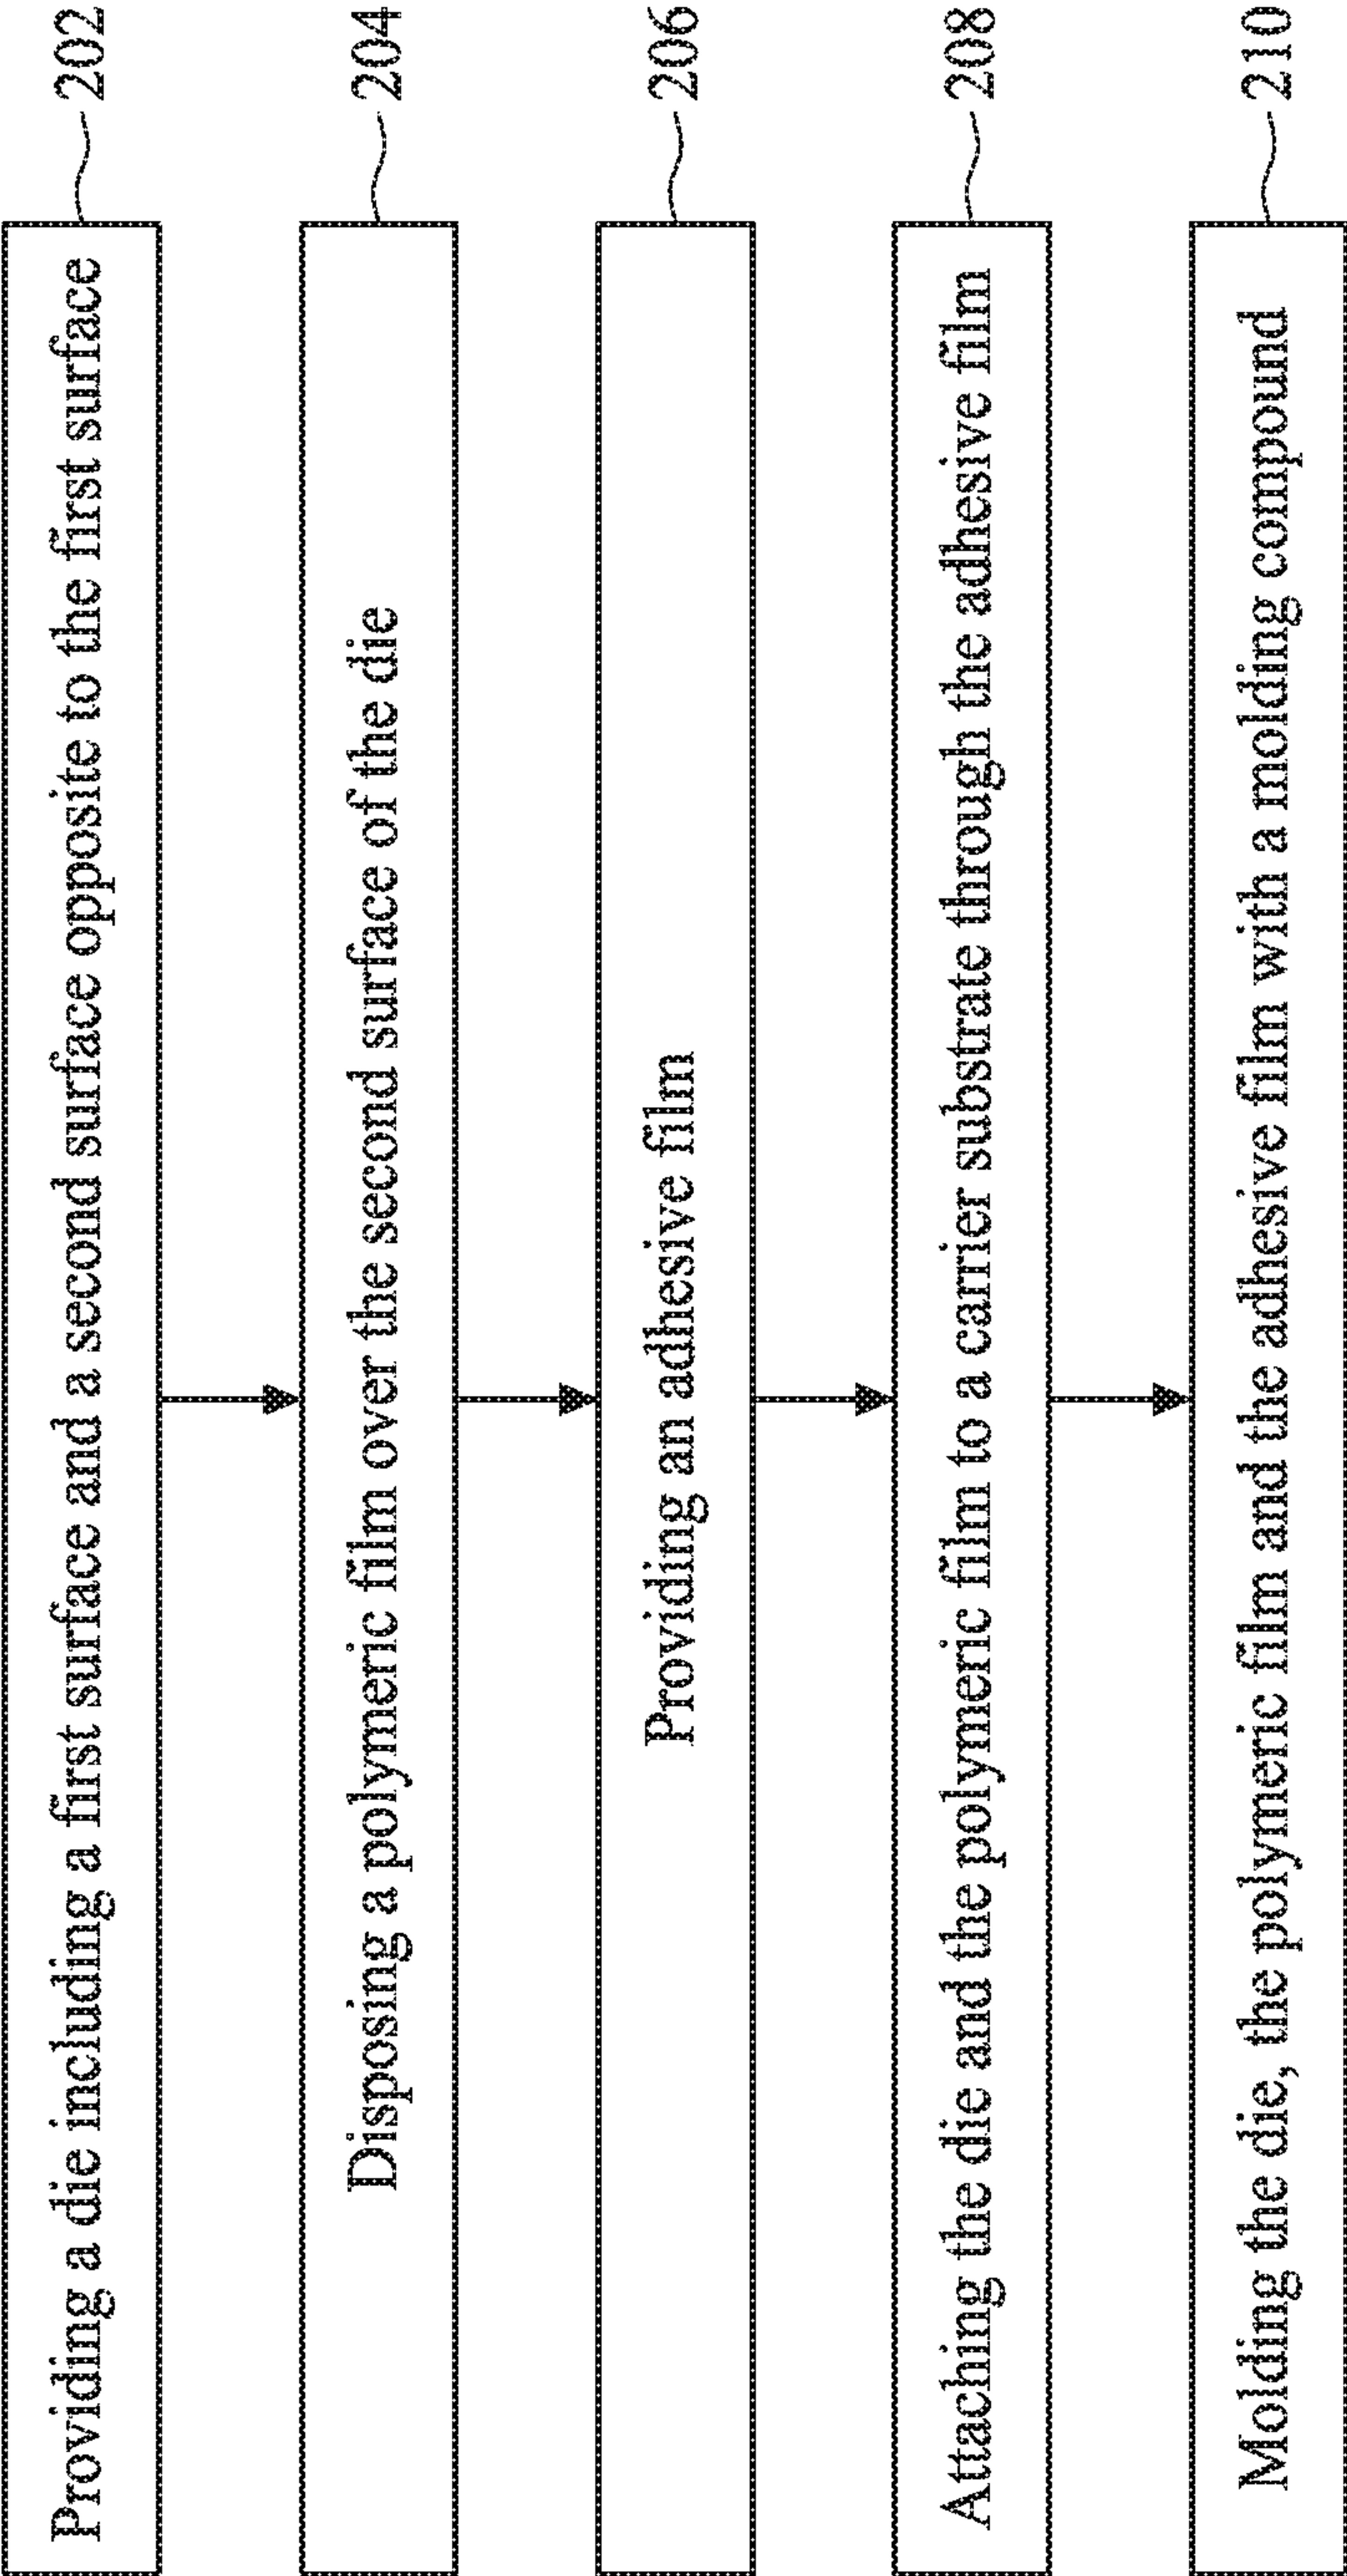 Providing a die including a first surface and a second surface opposite to the first surface
202
Disposing a polymeric film over the second surface of the die
204
Providing an adhesive film
206
Attaching the die and the polymeric film to a carrier substrate through the adhesive film
208
Molding the die, the polymeric film and the adhesive film with a molding compound
210